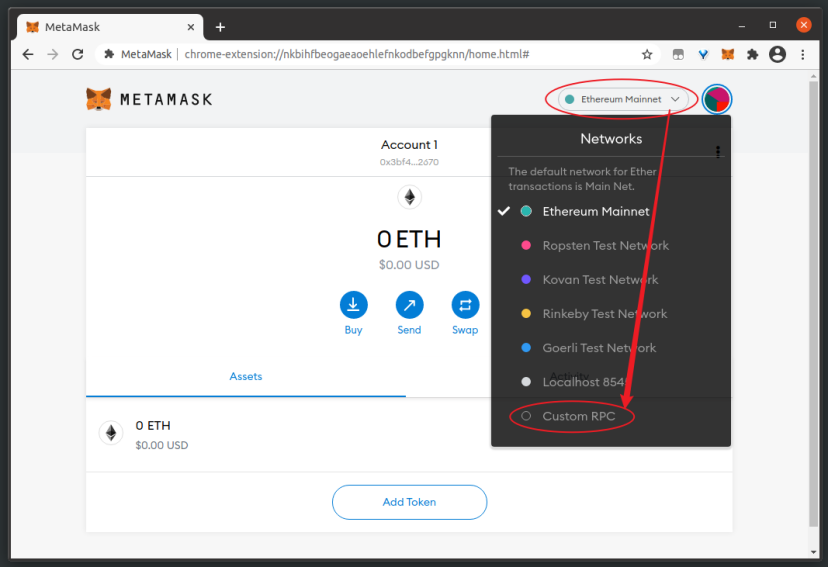 MetaMask
MetaMask | chrome-extension://nkbihfbeogaeaoehlefnkodbefgpgknn/home.html#
METAMASK
Ethereum Mainnet
Account 1
0x3bf4...2670
0 ETH
$0.00 USD
Buy
Send
Swap
Assets
Activity
0 ETH
$0.00 USD
Add Token
Networks
The default network for Ether
transactions is Main Net.
Ethereum Mainnet
Ropsten Test Network
Kovan Test Network
Rinkeby Test Network
Goerli Test Network
Localhost 8545
Custom RPC